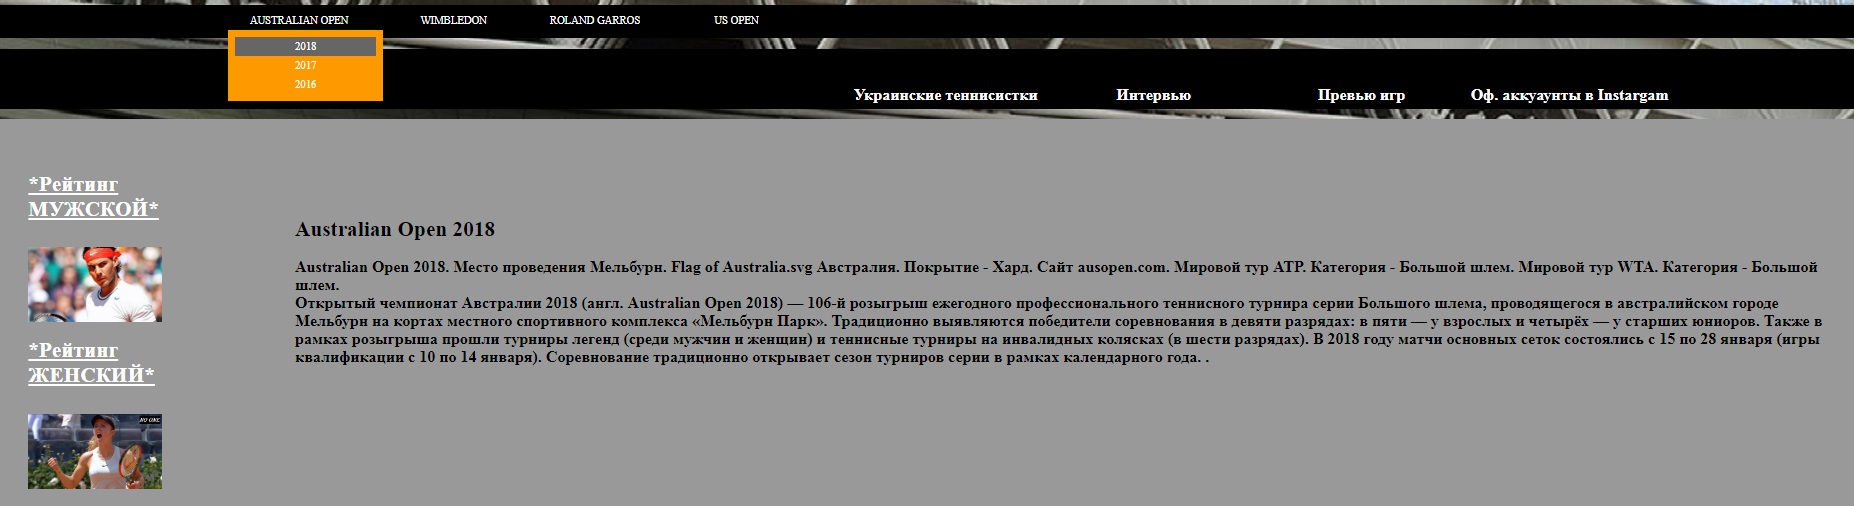 AUSTRALIAN OPEN WIMBLEDON ROLAND GARROS US OPEN
2018
2017
2016
Украинские теннисистки Интервью Превью игр Оф. аккуаунты в Instargam
*Рейтинг
МУЖСКОЙ*
*Рейтинг
ЖЕНСКИЙ*
Australian Open 2018
Australian Open 2018. Место проведения Мельбурн. Flag of Australia.svg Австралия. Покрытие - Хард. Сайт ausopen.com. Мировой тур ATP. Категория - Большой шлем. Мировой тур WTA. Категория - Большой
шлем.
Открытый чемпионат Австралии 2018 (англ. Australian Open 2018) — 106-й розыгрыш ежегодного профессионального теннисного турнира серии Большого шлема, проводящегося в австралийском городе
Мельбурн на кортах местного спортивного комплекса «Мельбурн Парк». Традиционно выявляются победители соревнования в девяти разрядах: в пяти — у взрослых и четырёх — у старших юниоров. Также в
рамках розыгрыша прошли турниры легенд (среди мужчин и женщин) и теннисные турниры на инвалидных колясках (в шести разрядах). В 2018 году матчи основных сеток состоялись с 15 по 28 января (игры
квалификации с 10 по 14 января). Соревнование традиционно открывает сезон турниров серии в рамках календарного года. .